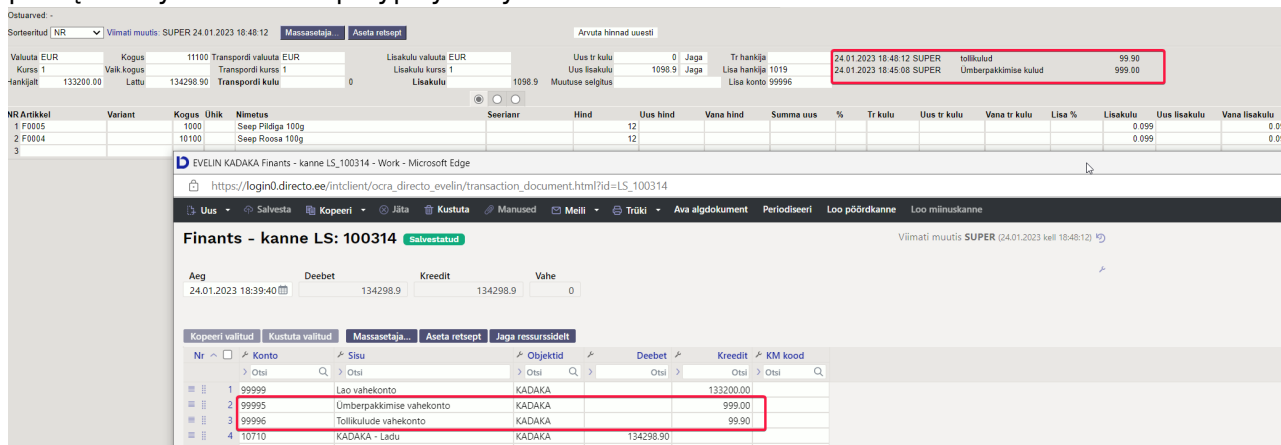 Ostuarved: -
Sorteeritud NR Viimati muutis: SUPER 24.01.2023 18:48:12 Massasetaja... Aseta retsept Arvuta hinnad uuesti
Valuuta EUR Kogus 11100 Transpordi valuuta EUR Lisakulu valuuta EUR Uus tr kulu 0 Jaga Tr hankija 24.01.2023 18:48:12 SUPER tollikulud 99.90
Kurss 1 Vaik.kogus Transpordi kurss 1 Lisakulu kurss 1 Uus lisakulu 1098.9 Jaga Lisa hankija 1019 24.01.2023 18:45:08 SUPER Ümberpakkimise kulud 999.00
Hankijalt 133200.00 Lattu 134298.90 Transpordi kulu 0 Lisakulu 1098.9 Muutuse selgitus Lisa konto 99996
NR Artikkel Variant Kogus Ühik Nimetus Seerianr Hind Uus hind Vana hind Summa uus % Tr kulu Uus tr kulu Vana tr kulu Lisa % Lisakulu Uus lisakulu Vana lisakulu
1 F0005 1000 Seep Pildiga 100g 12 0.099
2 F0004 10100 Seep Roosa 100g 12 0.099
3
EVELIN KADAKA Finants - kanne LS_100314 - Work - Microsoft Edge
https://login0.directo.ee/intclient/ocra_directo_evelin/transaction_document.html?id=LS_100314
Uus Salvesta Kopeeri Jäta Kustuta Manused Meili Trüki Ava algdokument Periodiseeri Loo pöördkanne Loo miinuskanne
Finants - kanne LS: 100314 Salvestatud Viimati muutis SUPER (24.01.2023 kell 18:48:12)
Aeg Deebet Kreedit Vahe
24.01.2023 18:39:40 134298.9 134298.9 0
Kopeeri valitud Kustuta valitud Massasetaja... Aseta retsept Jaga ressurssidelt
Nr Konto Sisu Objektid Deebet Kreedit KM kood
Otsi Otsi Otsi Otsi Otsi Otsi
1 99999 Lao vahekonto KADAKA 133200.00
2 99995 Ümberpakkimise vahekonto KADAKA 999.00
3 99996 Tollikulude vahekonto KADAKA 99.90
4 10710 KADAKA - Ladu KADAKA 134298.90